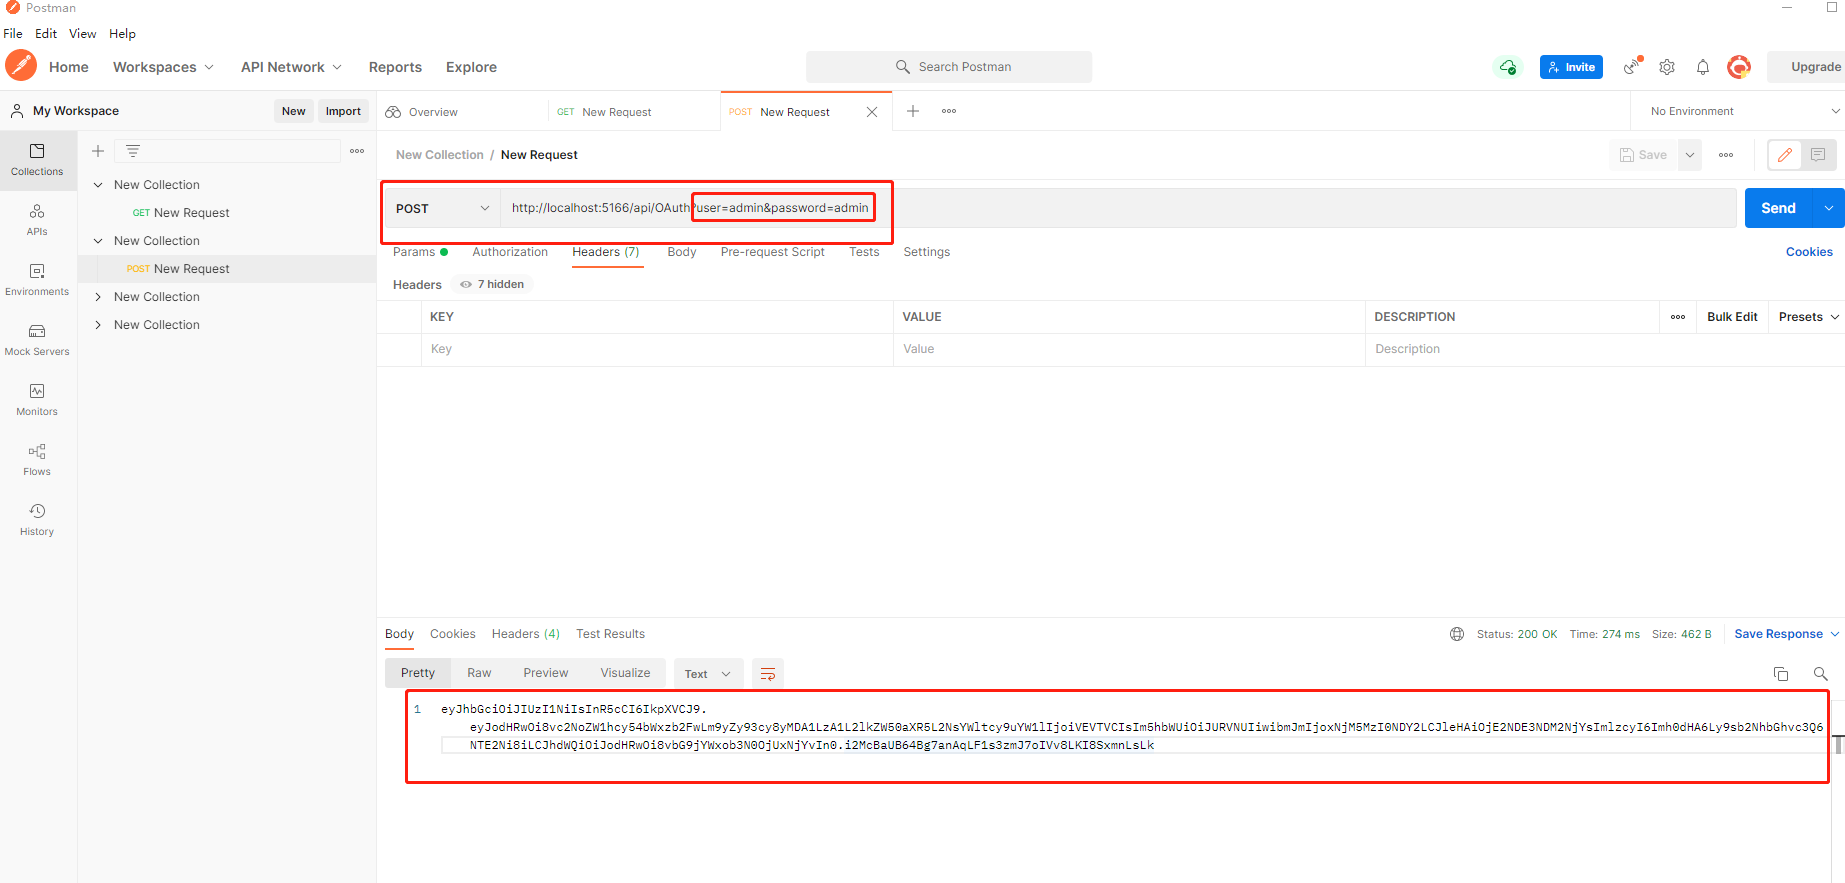 Postman
File Edit View Help
Home Workspaces API Network Reports Explore Search Postman Invite Upgrade
My Workspace New Import Overview GET New Request POST New Request No Environment
Collections
APIs
Environments
Mock Servers
Monitors
Flows
History
New Collection
GET New Request
New Collection
POST New Request
New Collection
New Collection
New Collection / New Request Save
POST http://localhost:5166/api/OAuth?user=admin&password=admin Send
Params Authorization Headers (7) Body Pre-request Script Tests Settings Cookies
Headers 7 hidden
KEY VALUE DESCRIPTION Bulk Edit Presets
Key Value Description
Body Cookies Headers (4) Test Results Status: 200 OK Time: 274 ms Size: 462 B Save Response
Pretty Raw Preview Visualize Text
1 eyJhbGciOiJIUzI1NiIsInR5cCI6IkpXVCJ9.
eyJodHRwOi8vc2NoZW1hcy54bWxzb2FwLm9yZy93cy8yMDA1LzA1L2lkZW50aXR5L2NsYWltcy9uYW1lIjoiVEVTVCIsIm5hbWUiOiJURVNUIiwibmJmIjoxNjM5MzI0NDY2LCJleHAiOjE2NDE3NDM2NjYsImlzcyI6Imh0dHA6Ly9sb2NhbGhvc3Q6
NTE2Ni8iLCJhdWQiOiJodHRwOi8vbG9jYWxob3N0OjUxNjYvIn0.i2McBaUB64Bg7anAqLF1s3zmJ7oIVv8LKI8SxmnLsLk